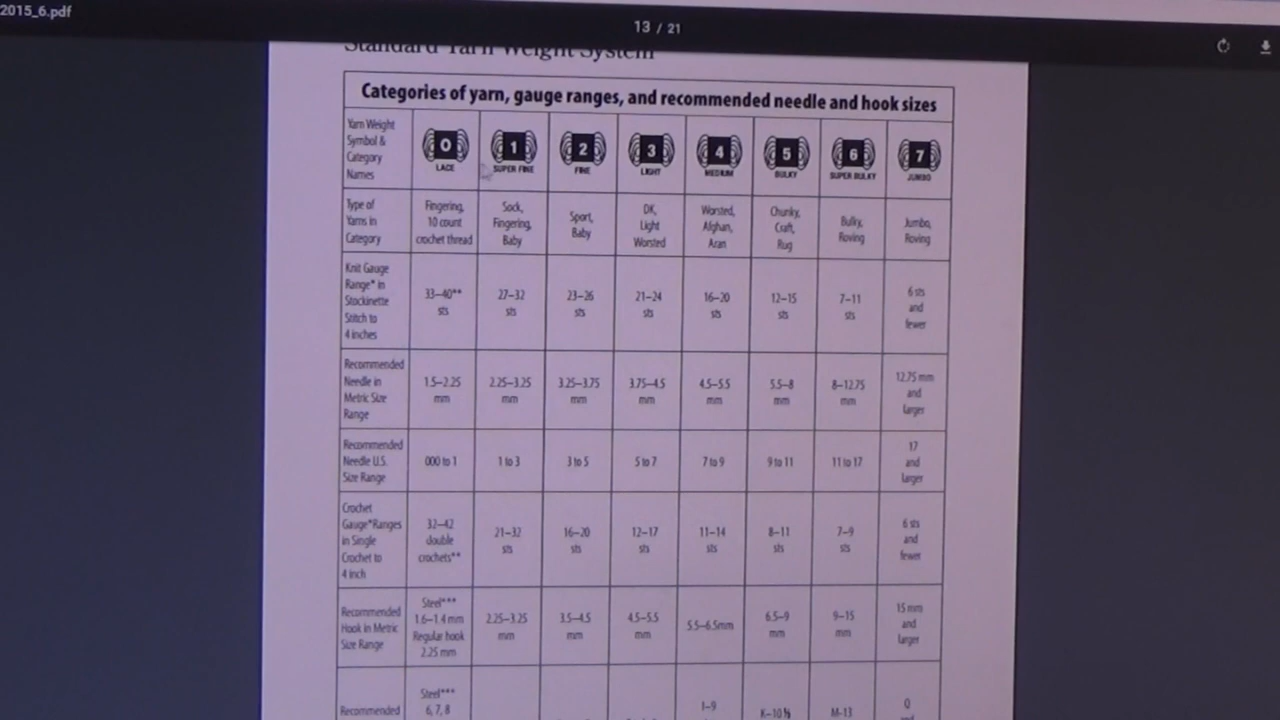 2015_6.pdf
13 / 21
Standard Yarn Weight System
Categories of yarn, gauge ranges, and recommended needle and hook sizes
Yarn Weight
Symbol &
Category
Names
0
LACE
1
SUPER FINE
2
FINE
3
LIGHT
4
MEDIUM
5
BULKY
6
SUPER BULKY
7
JUMBO
Type of
Yarns in
Category
Fingering,
10 count
crochet thread
Sock,
Fingering,
Baby
Sport,
Baby
DK,
Light
Worsted
Worsted,
Afghan,
Aran
Chunky,
Craft,
Rug
Bulky,
Roving
Jumbo,
Roving
Knit Gauge
Range* in
Stockinette
Stitch to
4 inches
33–40**
sts
27–32
sts
23–26
sts
21–24
sts
16–20
sts
12–15
sts
7–11
sts
6 sts
and
fewer
Recommended
Needle in
Metric Size
Range
1.5–2.25
mm
2.25–3.25
mm
3.25–3.75
mm
3.75–4.5
mm
4.5–5.5
mm
5.5–8
mm
8–12.75
mm
12.75 mm
and
larger
Recommended
Needle U.S.
Size Range
000 to 1
1 to 3
3 to 5
5 to 7
7 to 9
9 to 11
11 to 17
17
and
larger
Crochet
Gauge*Ranges
in Single
Crochet to
4 inch
32–42
double
crochets**
21–32
sts
16–20
sts
12–17
sts
11–14
sts
8–11
sts
7–9
sts
6 sts
and
fewer
Recommended
Hook in Metric
Size Range
Steel***
1.6–1.4 mm
Regular hook
2.25 mm
2.25–3.25
mm
3.5–4.5
mm
4.5–5.5
mm
5.5–6.5mm
6.5–9
mm
9–15
mm
15 mm
and
larger
Recommended
Steel***
6, 7, 8
I–9
K–10 ½
M–13